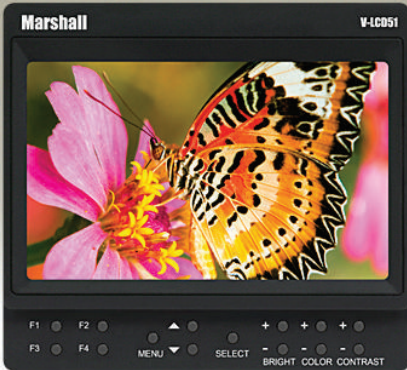 Marshall V-LCD51
F1 F2 ▲ + + +
F3 F4 MENU ▼ SELECT - - -
BRIGHT COLOR CONTRAST